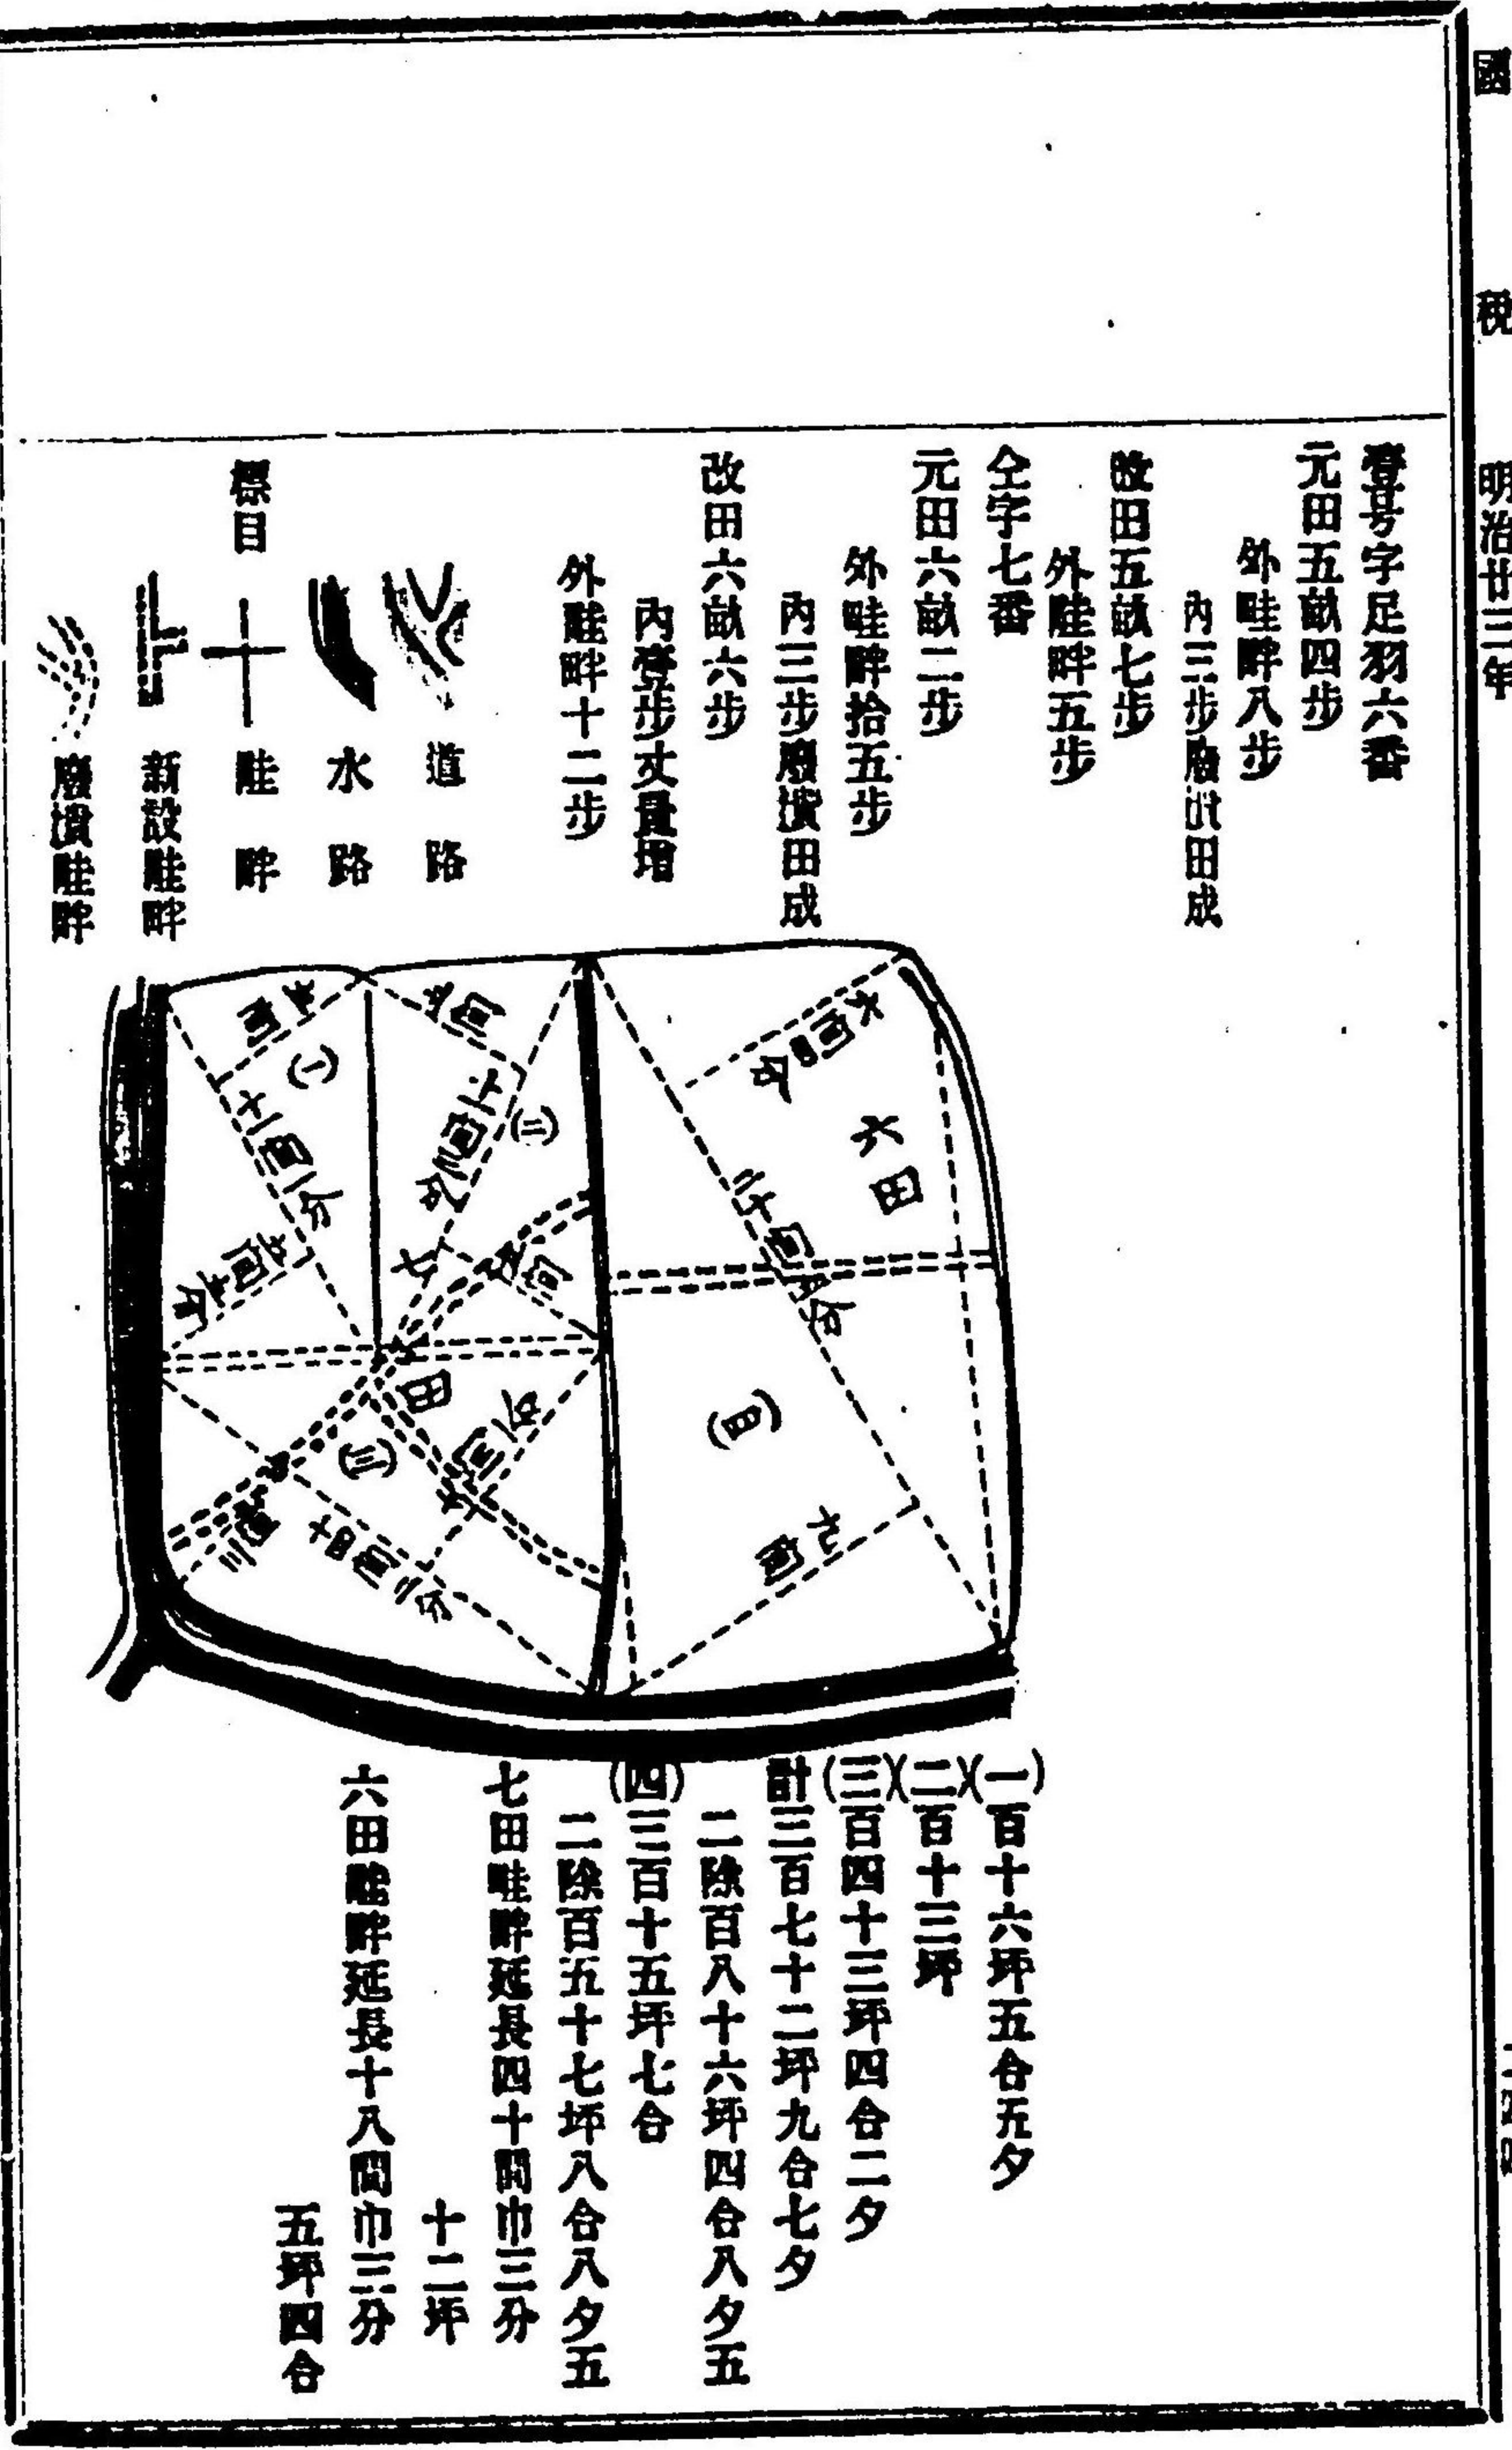 國稅 明治廿三年
壹号字足羽六番
元田五畝四步
外畦畔八步
內三步廢田成
改田五畝七步
外畦畔五步
仝字七番
元田六畝二步
外畦畔拾五步
內三步廢潰田成
改田六畝六步
內壹步丈量增
外畦畔十二步
道路
水路
標目
畦畔
新設畦畔
廢潰畦畔
六田
七田
(一)
(二)
(三)
(四)
九間
(一)百十六坪五合五夕
(二)百十三坪
(三)百四十三坪四合二夕
計三百七十二坪九合七夕
二除百八十六坪四合八夕五
(四)三百十五坪七合
二除百五十七坪八合八夕五
七田畦畔延長四十間巾三分
十二坪
六田畦畔延長十八間巾三分
五坪四合